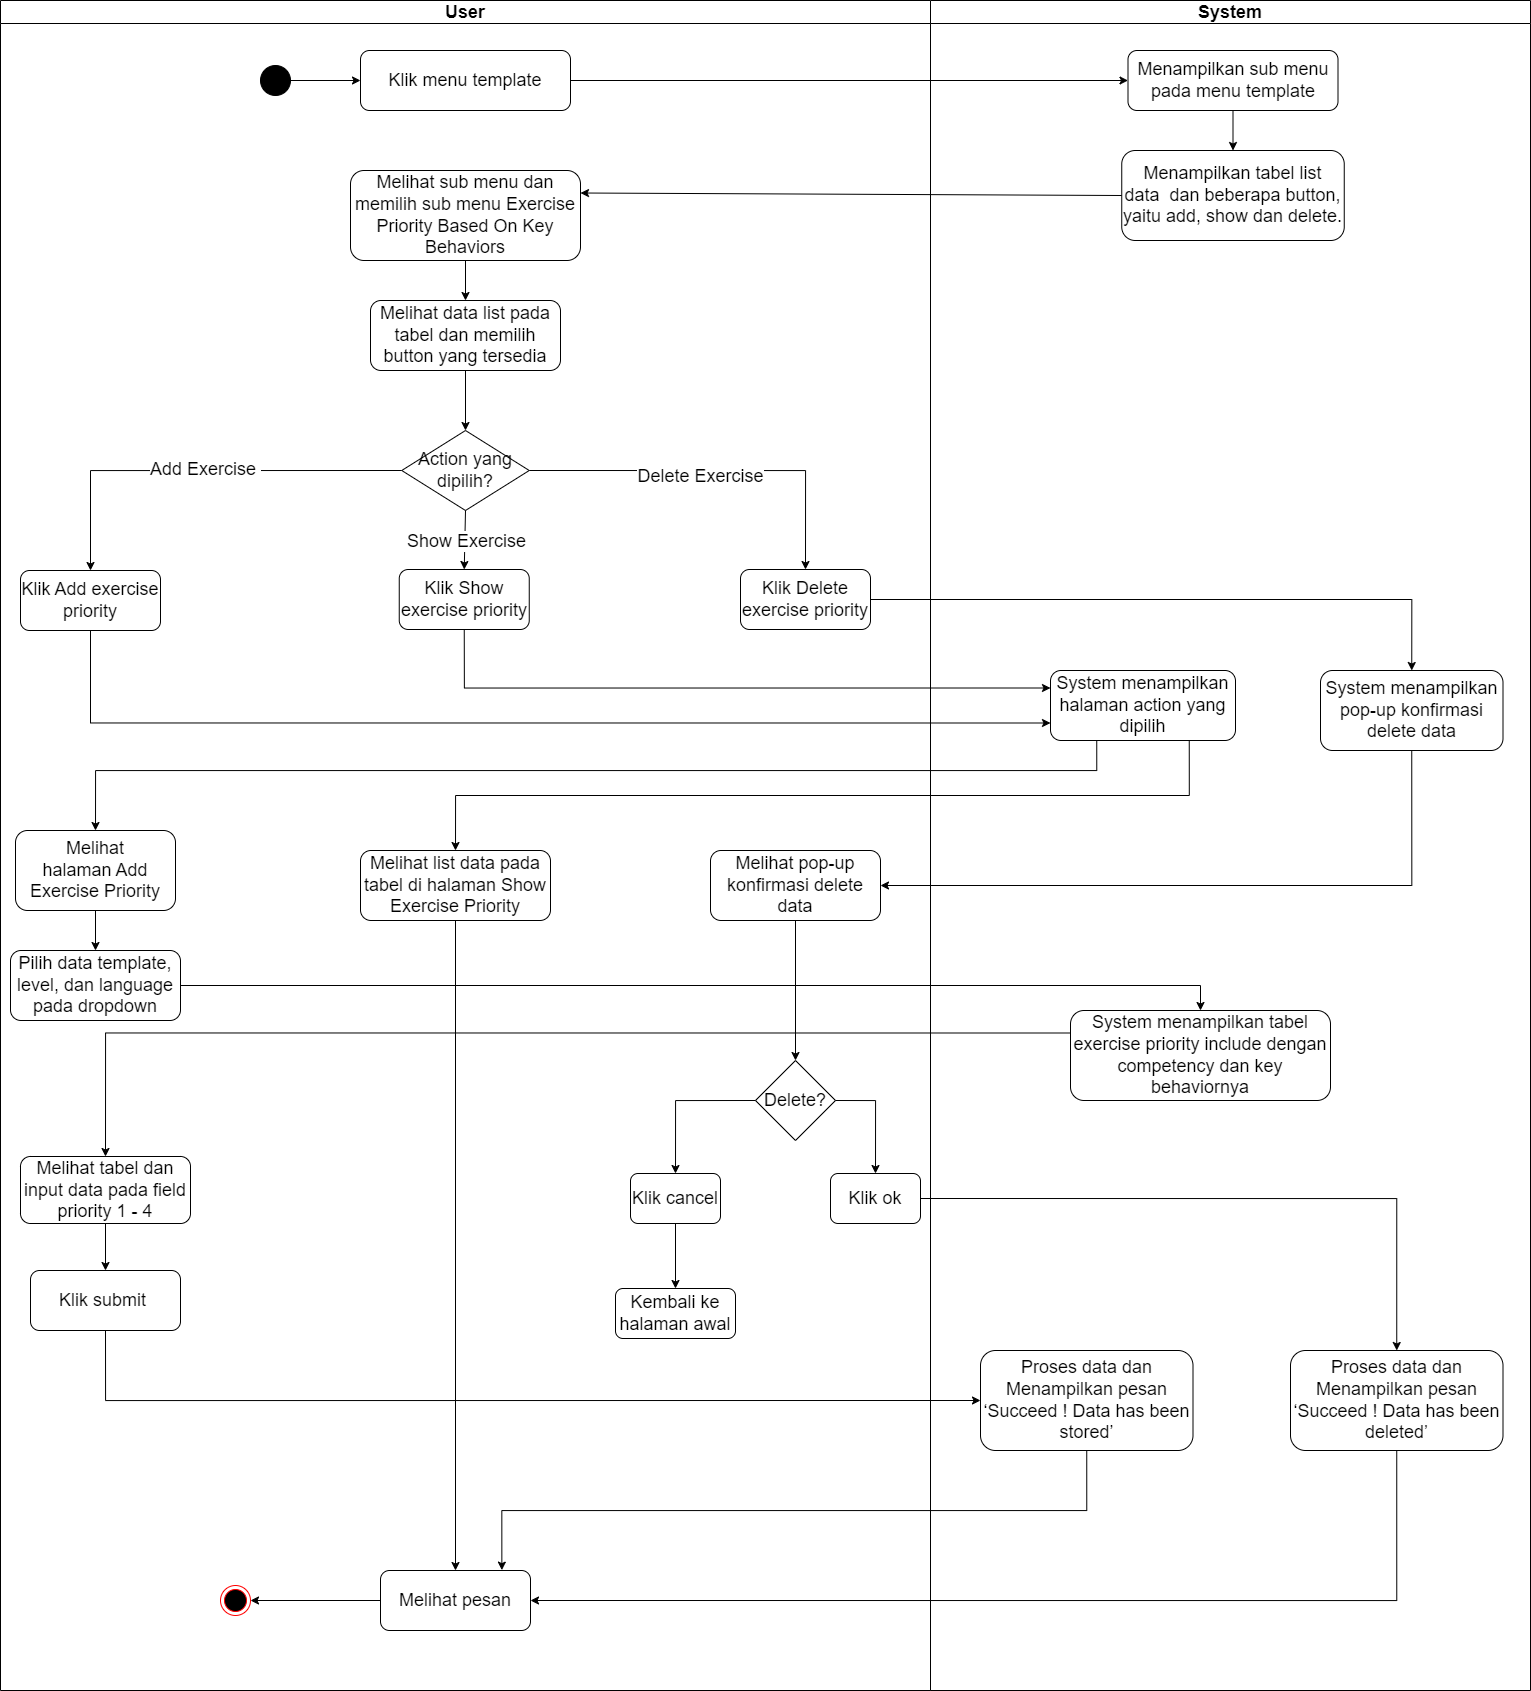 User
System
Klik menu template
Menampilkan sub menu
pada menu template
Menampilkan tabel list
data dan beberapa button,
yaitu add, show dan delete.
Melihat sub menu dan
memilih sub menu Exercise
Priority Based On Key
Behaviors
Melihat data list pada
tabel dan memilih
button yang tersedia
Action yang
dipilih?
Add Exercise
Delete Exercise
Show Exercise
Klik Add exercise
priority
Klik Show
exercise priority
Klik Delete
exercise priority
System menampilkan
halaman action yang
dipilih
System menampilkan
pop-up konfirmasi
delete data
Melihat
halaman Add
Exercise Priority
Melihat list data pada
tabel di halaman Show
Exercise Priority
Melihat pop-up
konfirmasi delete
data
Pilih data template,
level, dan language
pada dropdown
System menampilkan tabel
exercise priority include dengan
competency dan key
behaviornya
Delete?
Melihat tabel dan
input data pada field
priority 1 - 4
Klik cancel
Klik ok
Klik submit
Kembali ke
halaman awal
Proses data dan
Menampilkan pesan
‘Succeed ! Data has been
stored’
Proses data dan
Menampilkan pesan
‘Succeed ! Data has been
deleted’
Melihat pesan